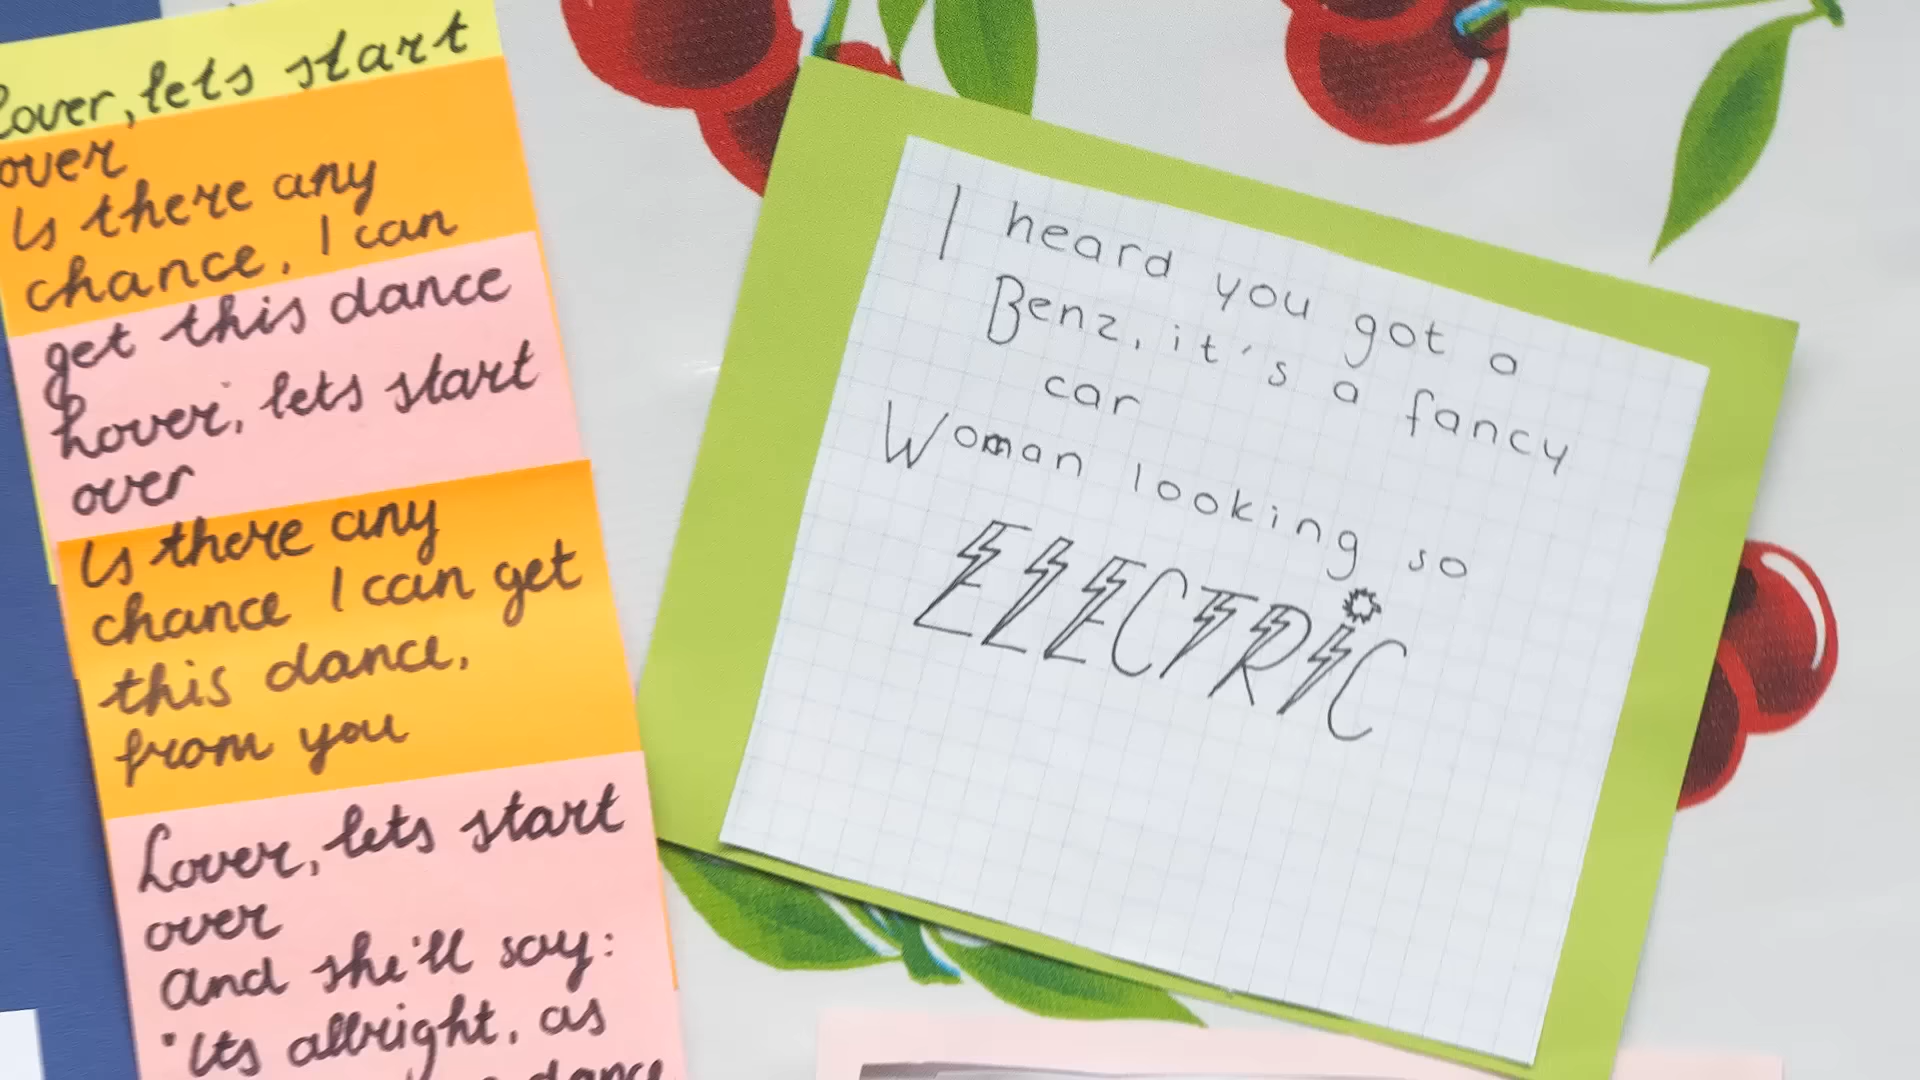 Lover, lets start
over
Is there any
chance, I can
get this dance
Lover, lets start
over
Is there any
chance I can get
this dance,
from you
Lover, lets start
over
And she'll say:
"Its allright, as
dance
I heard you got a
Benz, it's a fancy
car
Woman looking so
ELECTRiC